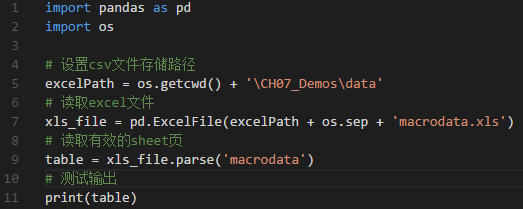 1 import pandas as pd
2 import os
3
4 # 设置csv文件存储路径
5 excelPath = os.getcwd() + '\CH07_Demos\data'
6 # 读取excel文件
7 xls_file = pd.ExcelFile(excelPath + os.sep + 'macrodata.xls')
8 # 读取有效的sheet页
9 table = xls_file.parse('macrodata')
10 # 测试输出
11 print(table)